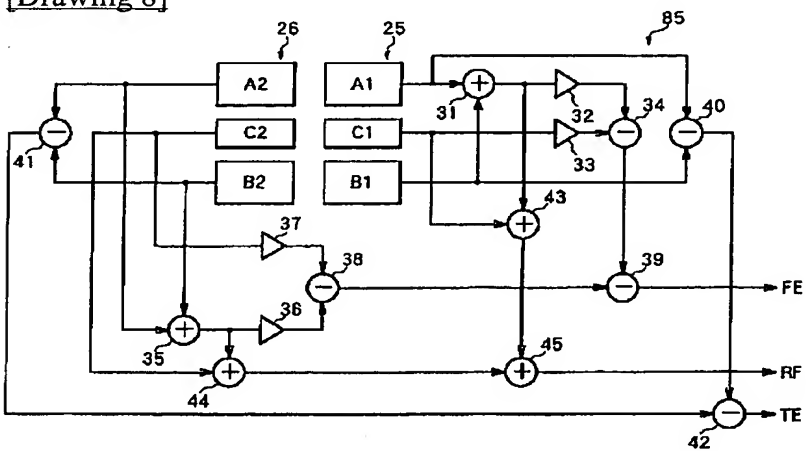 [Drawing 8]
26 25 85
A2 A1 + 31 32 34 40
41 − C2 C1 33 − −
B2 B1 + 43
37
38 − 39 − FE
36
35 + 44 + 45 + RF
42 − TE